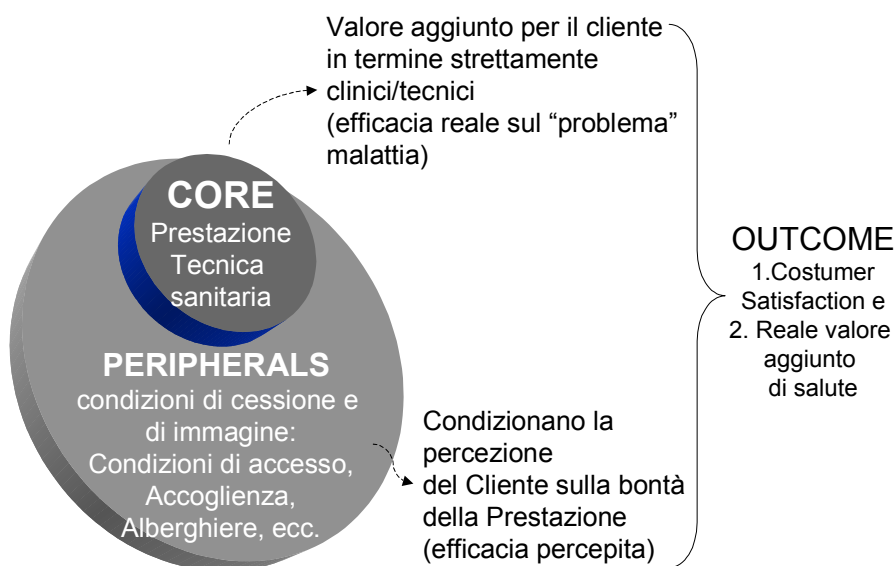 Valore aggiunto per il cliente
in termine strettamente
clinici/tecnici
(efficacia reale sul “problema”
malattia)
CORE
Prestazione
Tecnica
sanitaria
PERIPHERALS
condizioni di cessione e
di immagine:
Condizioni di accesso,
Accoglienza,
Alberghiere, ecc.
Condizionano la
percezione
del Cliente sulla bontà
della Prestazione
(efficacia percepita)
OUTCOME
1.Costumer
Satisfaction e
2. Reale valore
aggiunto
di salute